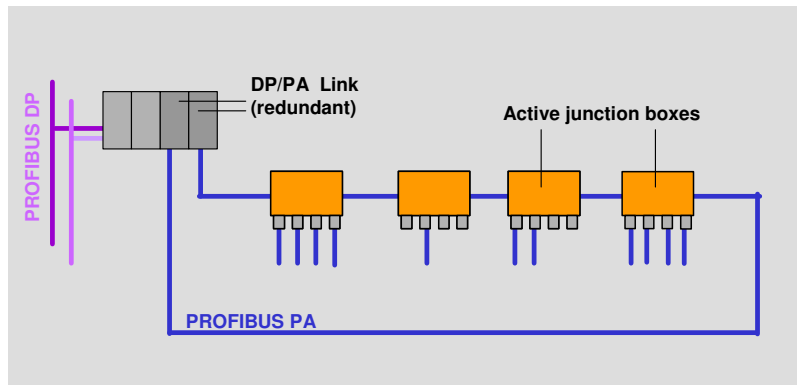 DP/PA Link
(redundant)
Active junction boxes
PROFIBUS DP
PROFIBUS PA